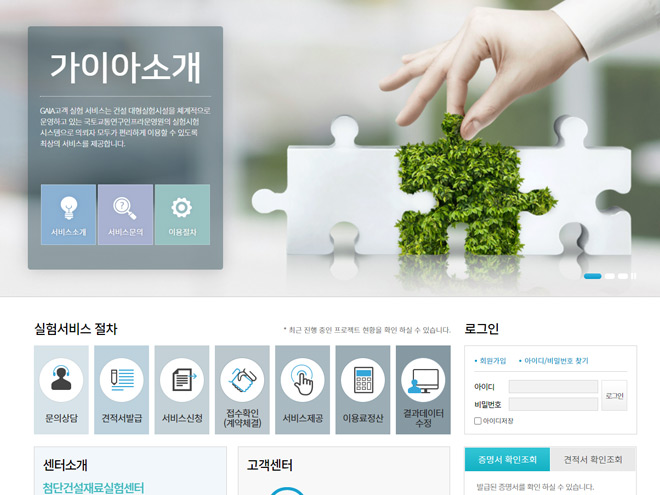 가이아소개
GAIA고객 실험 서비스는 건설 대형실험시설을 체계적으로
운영하고 있는 국토교통연구인프라운영원의 실험시험
시스템으로 의뢰자 모두가 편리하게 이용할 수 있도록
최상의 서비스를 제공합니다.
서비스소개 서비스문의 이용절차
실험서비스 절차
* 최근 진행 중인 프로젝트 현황을 확인 하실 수 있습니다.
문의상담 견적서발급 서비스신청 접수확인 서비스제공 이용료정산 결과데이터
(계약체결) 수정
로그인
• 회원가입 • 아이디/비밀번호 찾기
아이디
비밀번호
로그인
아이디저장
센터소개
첨단건설재료실험센터
고객센터
증명서 확인조회 견적서 확인조회
발급된 증명서를 확인 하실 수 있습니다.